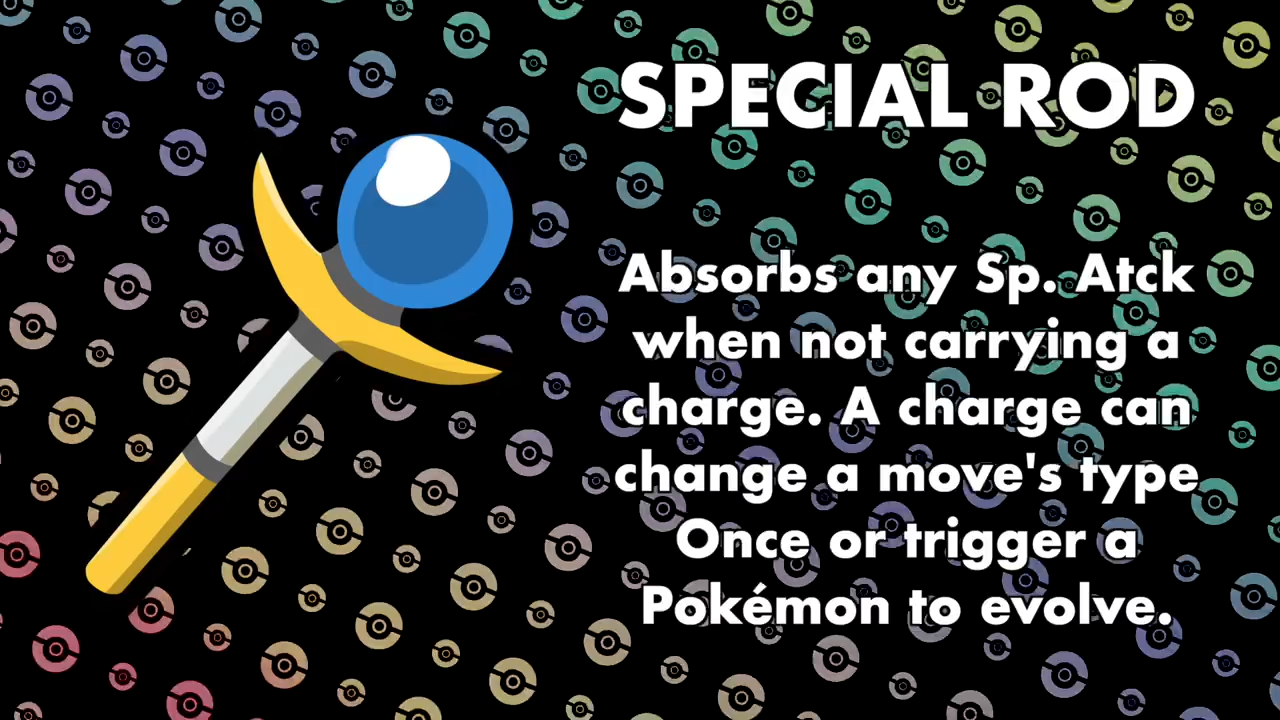 SPECIAL ROD
Absorbs any Sp. Atck
when not carrying a
charge. A charge can
change a move's type
Once or trigger a
Pokémon to evolve.